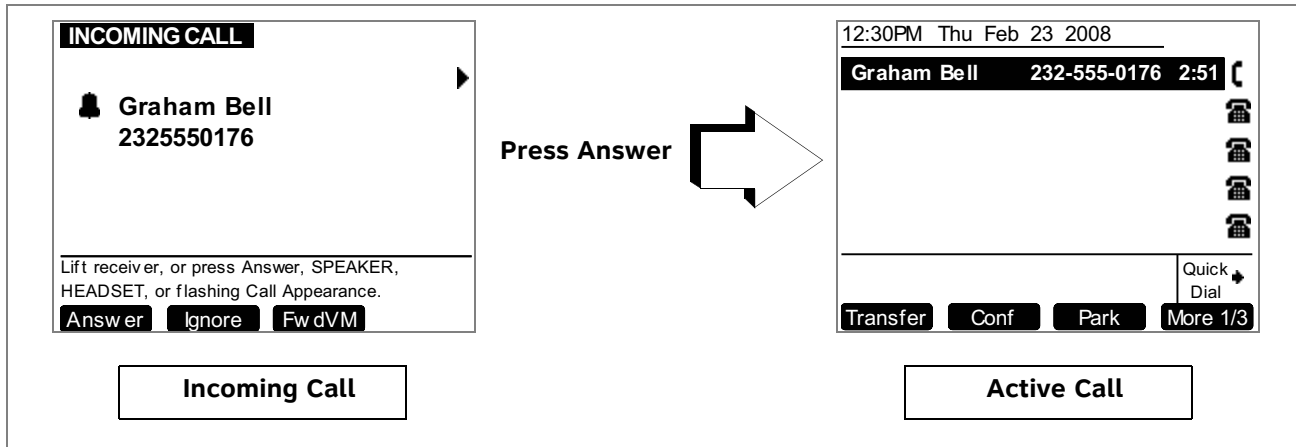 INCOMING CALL
Graham Bell
2325550176
Lift receiver, or press Answer, SPEAKER,
HEADSET, or flashing Call Appearance.
Answer Ignore FwdVM
Incoming Call
Press Answer
12:30PM Thu Feb 23 2008
Graham Bell 232-555-0176 2:51
Quick
Dial
Transfer Conf Park More 1/3
Active Call